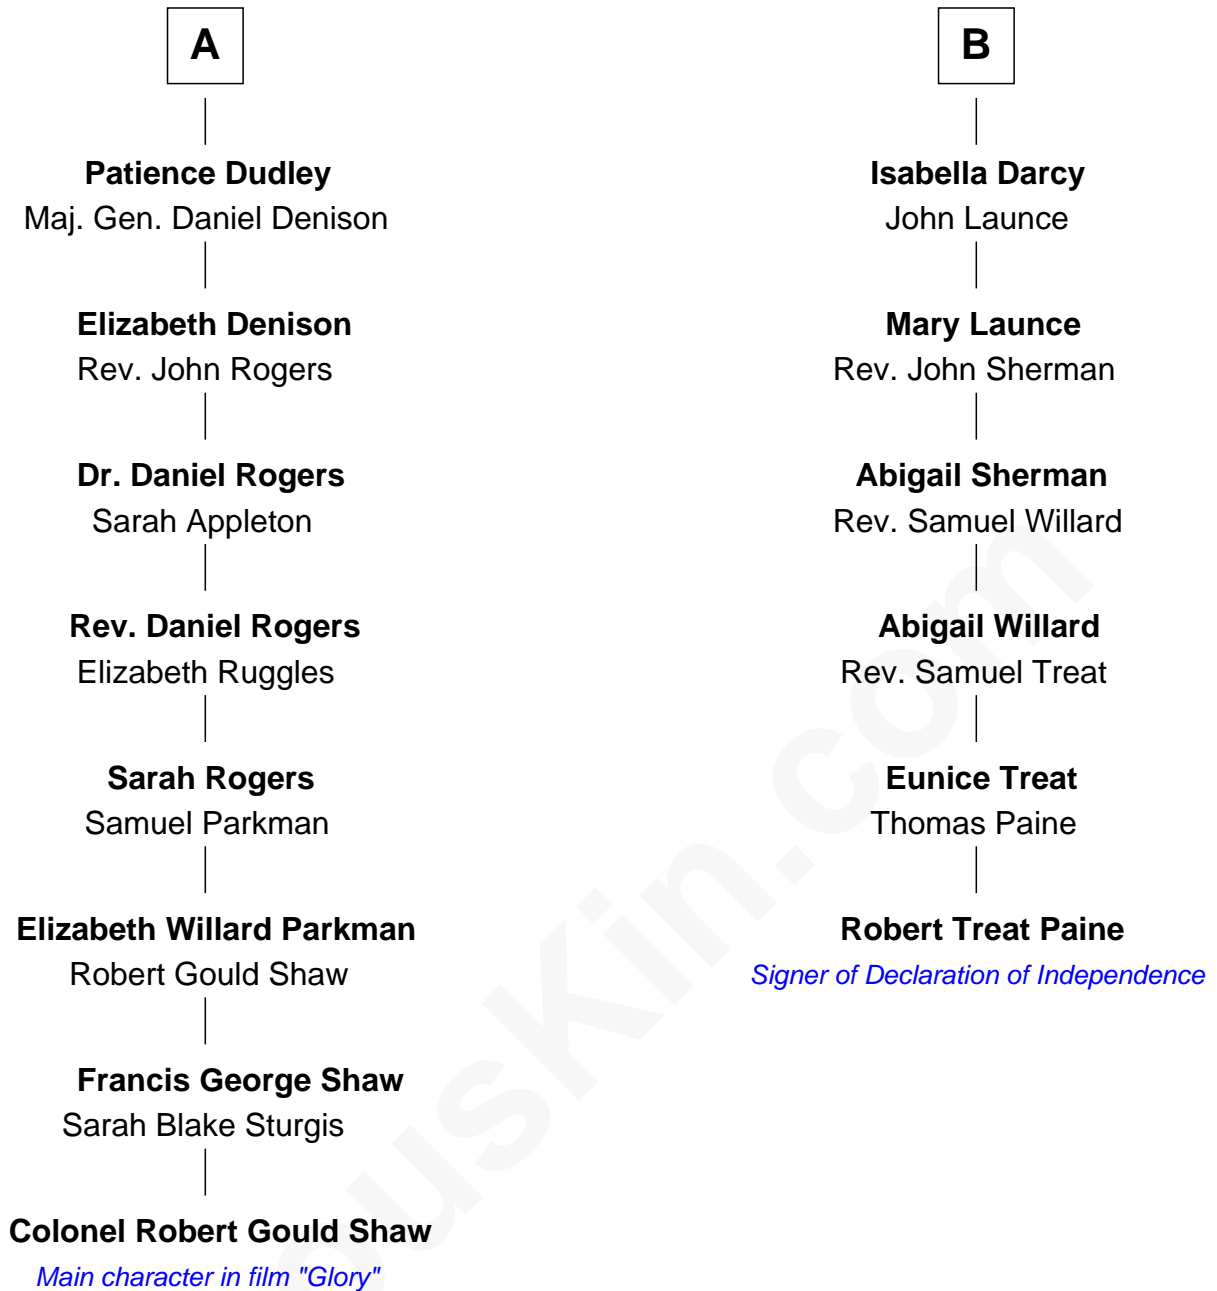 A
Patience Dudley
Maj. Gen. Daniel Denison
Elizabeth Denison
Rev. John Rogers
Dr. Daniel Rogers
Sarah Appleton
Rev. Daniel Rogers
Elizabeth Ruggles
Sarah Rogers
Samuel Parkman
Elizabeth Willard Parkman
Robert Gould Shaw
Francis George Shaw
Sarah Blake Sturgis
Colonel Robert Gould Shaw
Main character in film "Glory"
B
Isabella Darcy
John Launce
Mary Launce
Rev. John Sherman
Abigail Sherman
Rev. Samuel Willard
Abigail Willard
Rev. Samuel Treat
Eunice Treat
Thomas Paine
Robert Treat Paine
Signer of Declaration of Independence
ousKin.com